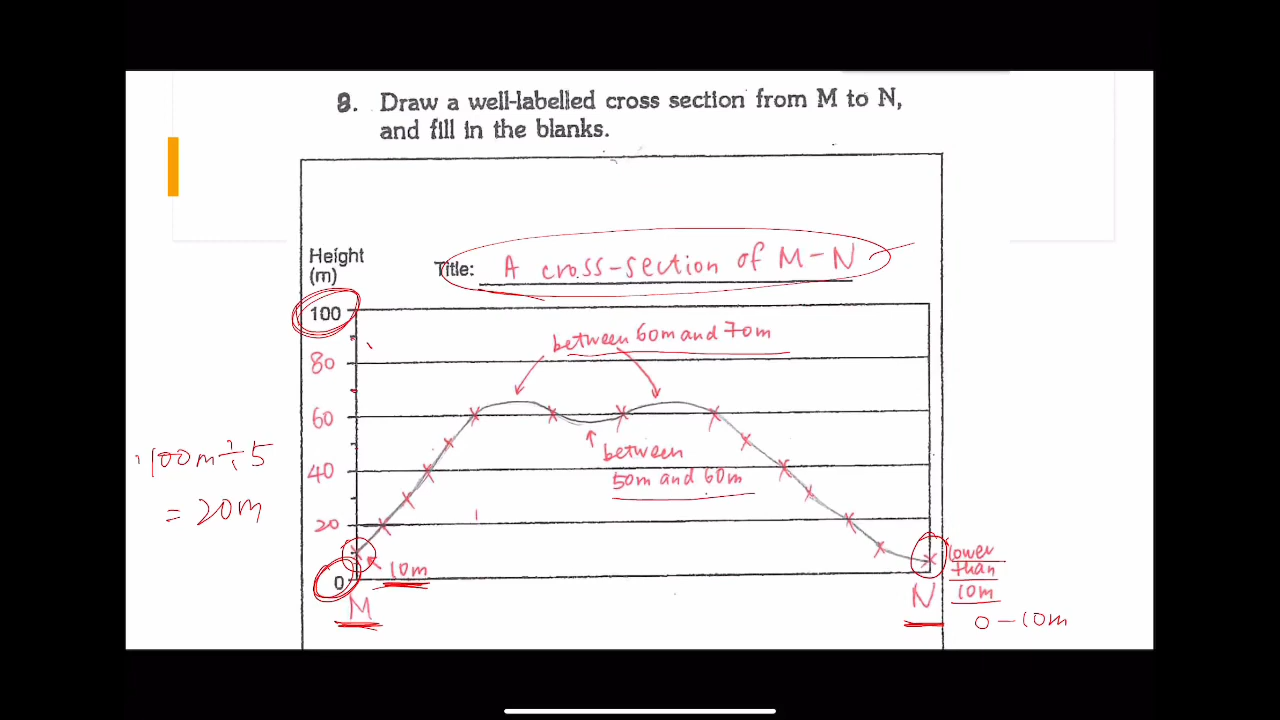 8. Draw a well-labelled cross section from M to N,
and fill in the blanks.
Height
(m)
Title: A cross-section of M-N
100
between 60m and 70m
80
60
100m ÷ 5
= 20m
between
50m and 60m
40
20
10m
0
lower
than
10m
0-10m
M
N